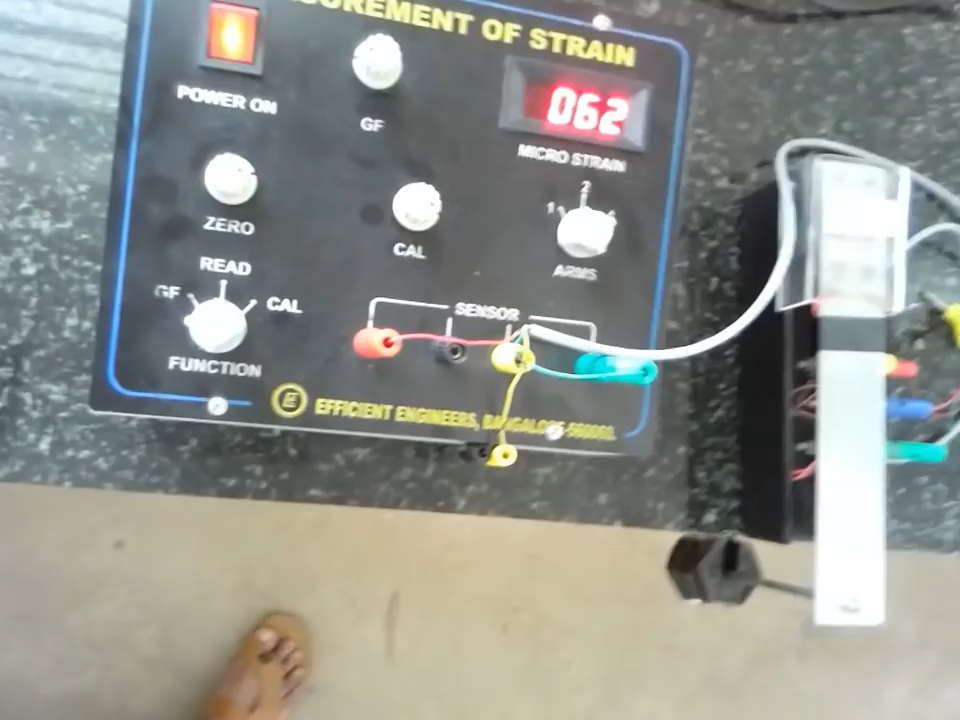 UREMENT OF STRAIN
POWER ON
GF
062
MICRO STRAIN
ZERO
CAL
1 2
ARMS
READ
GF CAL
FUNCTION
SENSOR
EFFICIENT ENGINEERS,